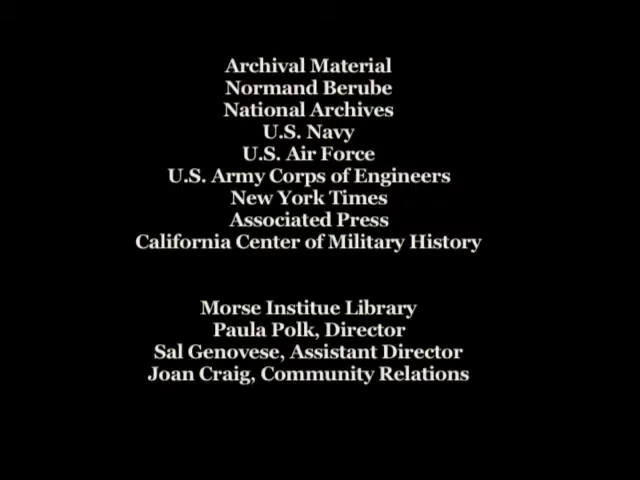 Archival Material
Normand Berube
National Archives
U.S. Navy
U.S. Air Force
U.S. Army Corps of Engineers
New York Times
Associated Press
California Center of Military History
Morse Institue Library
Paula Polk, Director
Sal Genovese, Assistant Director
Joan Craig, Community Relations